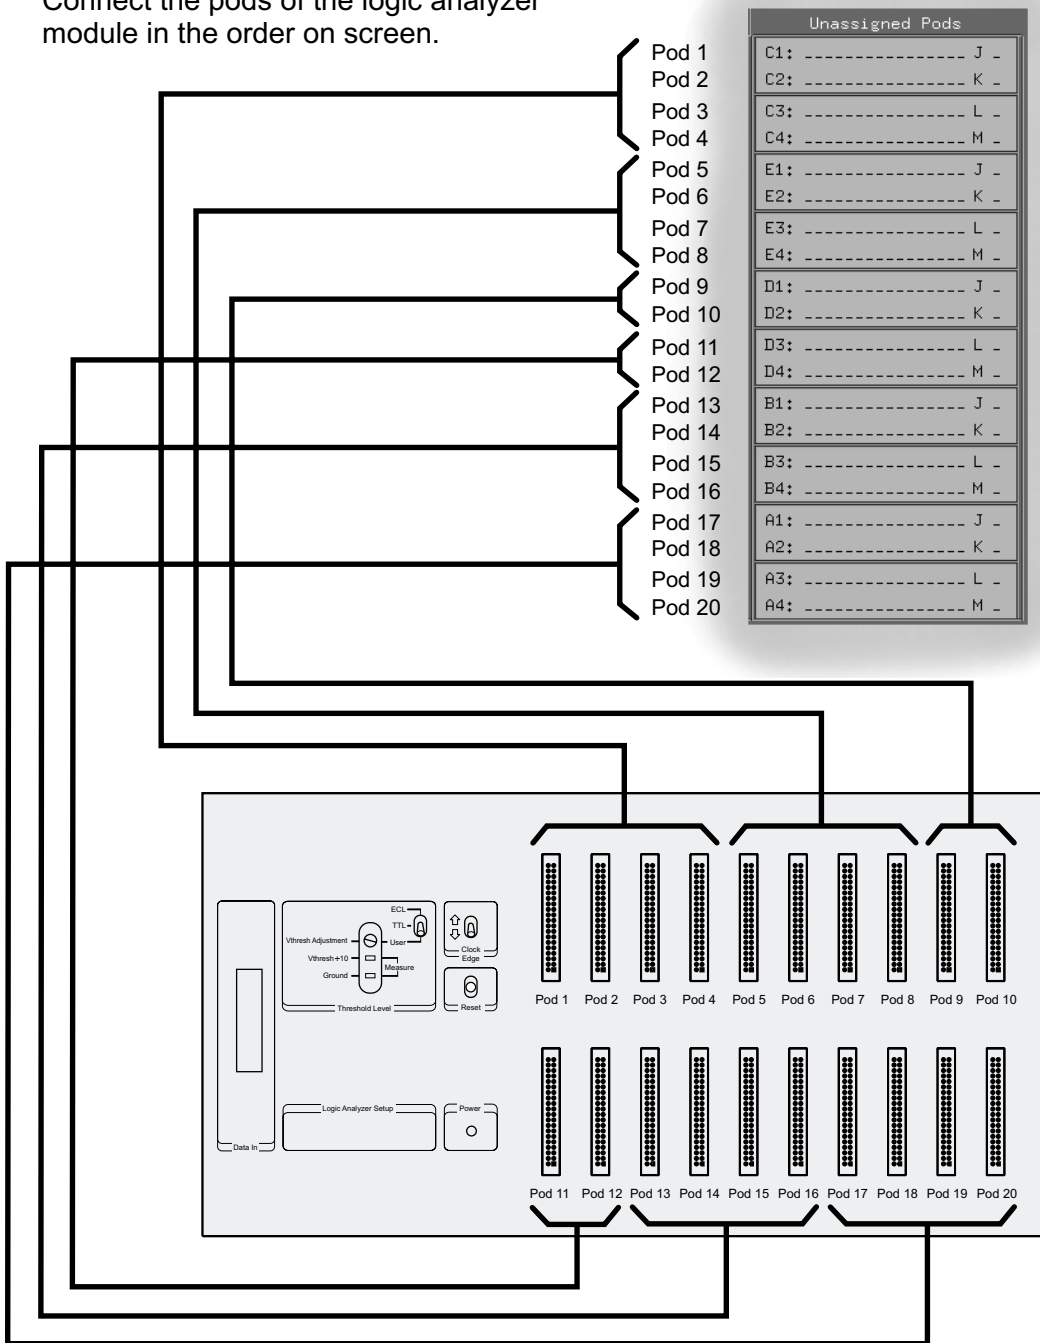 Connect the pods of the logic analyzer
module in the order on screen.
Unassigned Pods
Pod 1 C1: ---------------- J -
Pod 2 C2: ---------------- K -
Pod 3 C3: ---------------- L -
Pod 4 C4: ---------------- M -
Pod 5 E1: ---------------- J -
Pod 6 E2: ---------------- K -
Pod 7 E3: ---------------- L -
Pod 8 E4: ---------------- M -
Pod 9 D1: ---------------- J -
Pod 10 D2: ---------------- K -
Pod 11 D3: ---------------- L -
Pod 12 D4: ---------------- M -
Pod 13 B1: ---------------- J -
Pod 14 B2: ---------------- K -
Pod 15 B3: ---------------- L -
Pod 16 B4: ---------------- M -
Pod 17 A1: ---------------- J -
Pod 18 A2: ---------------- K -
Pod 19 A3: ---------------- L -
Pod 20 A4: ---------------- M -
ECL
TTL
User
Vthresh Adjustment
Vthresÿh÷10
Measure
Ground
Threshold Level
Clock
Edge
Reset
Logic Analyzer Setup
Power
Data In
Pod 1 Pod 2 Pod 3 Pod 4 Pod 5 Pod 6 Pod 7 Pod 8 Pod 9 Pod 10
Pod 11 Pod 12 Pod 13 Pod 14 Pod 15 Pod 16 Pod 17 Pod 18 Pod 19 Pod 20